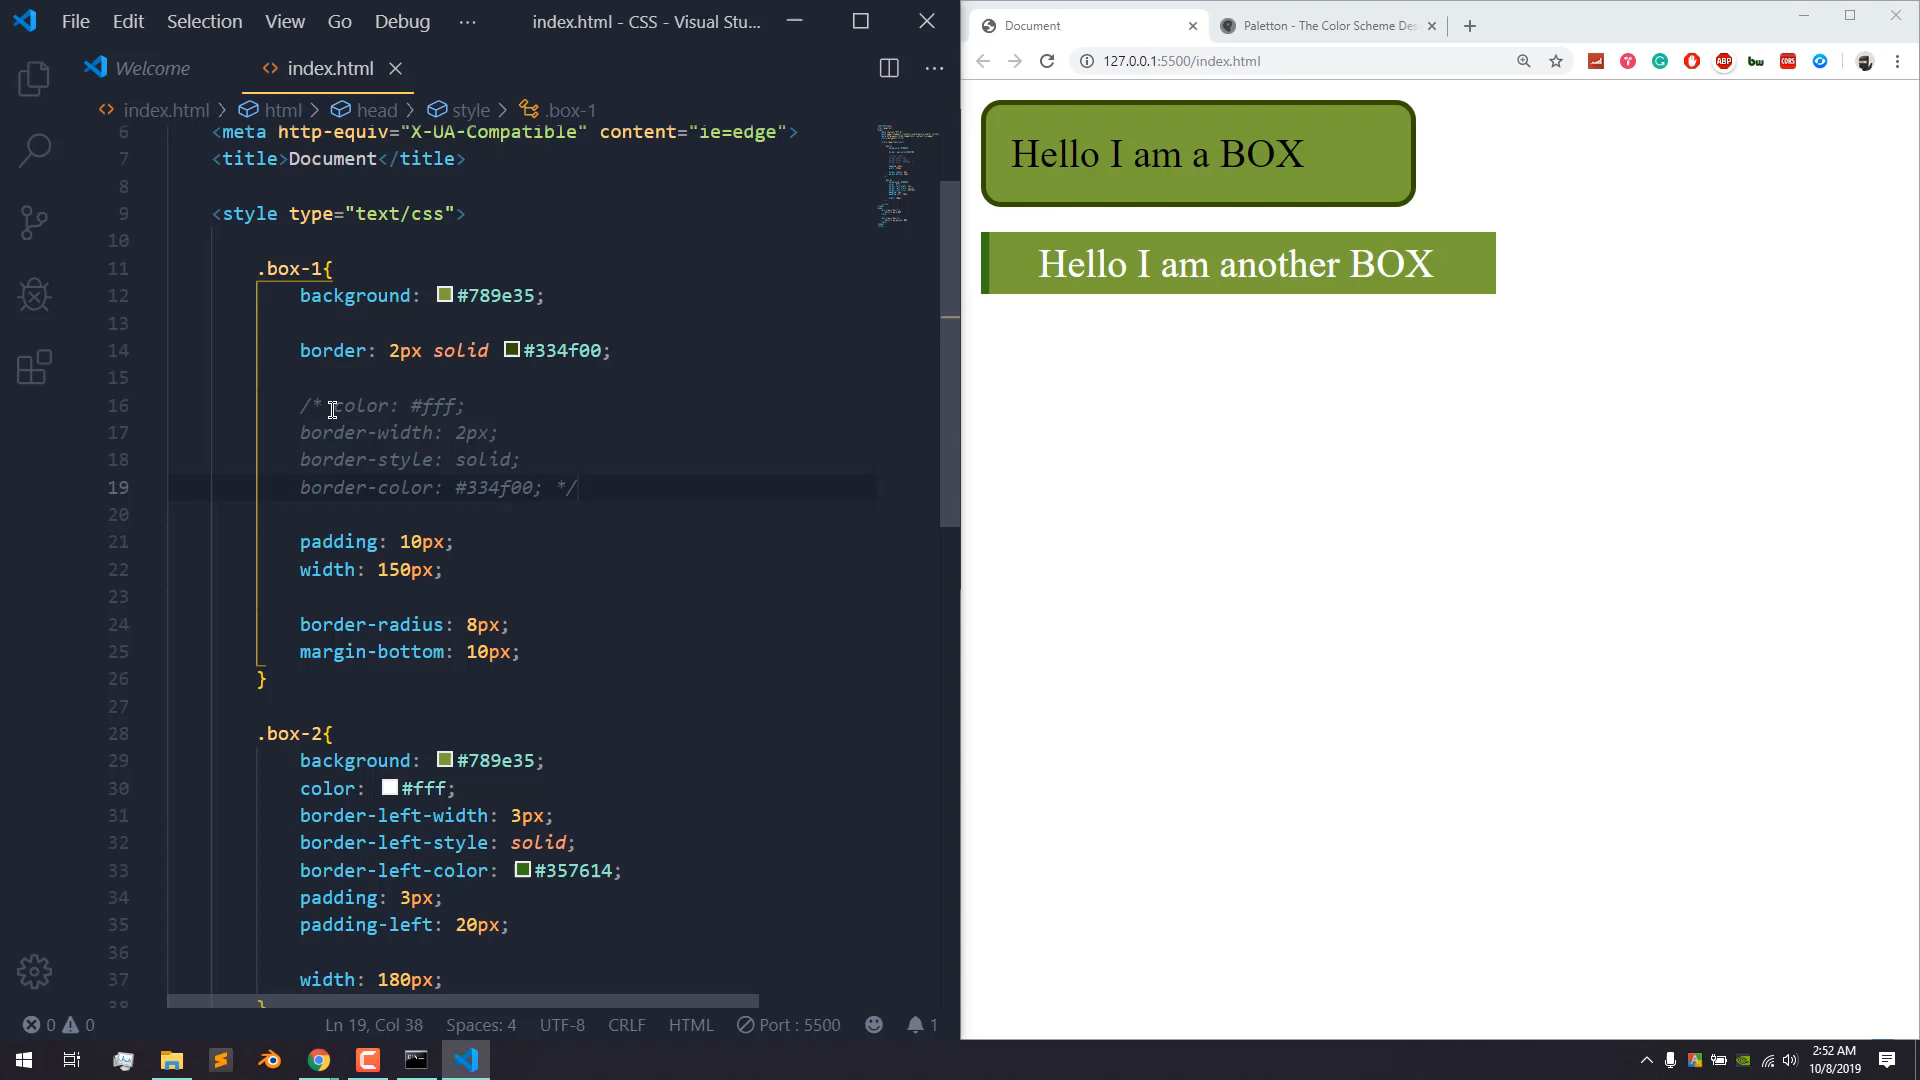 File Edit Selection View Go Debug ··· index.html - CSS - Visual Stu...
Welcome index.html
index.html > html > head > style > .box-1
6 <meta http-equiv="X-UA-Compatible" content="ie=edge">
7 <title>Document</title>
8
9 <style type="text/css">
10
11 .box-1{
12 background: #789e35;
13
14 border: 2px solid #334f00;
15
16 /* color: #fff;
17 border-width: 2px;
18 border-style: solid;
19 border-color: #334f00; */
20
21 padding: 10px;
22 width: 150px;
23
24 border-radius: 8px;
25 margin-bottom: 10px;
26 }
27
28 .box-2{
29 background: #789e35;
30 color: #fff;
31 border-left-width: 3px;
32 border-left-style: solid;
33 border-left-color: #357614;
34 padding: 3px;
35 padding-left: 20px;
36
37 width: 180px;
38 }
0 0 Ln 19, Col 38 Spaces: 4 UTF-8 CRLF HTML Port : 5500 1
Document Paletton - The Color Scheme Des
127.0.0.1:5500/index.html ABP bw CORS
Hello I am a BOX
Hello I am another BOX
2:52 AM
10/8/2019